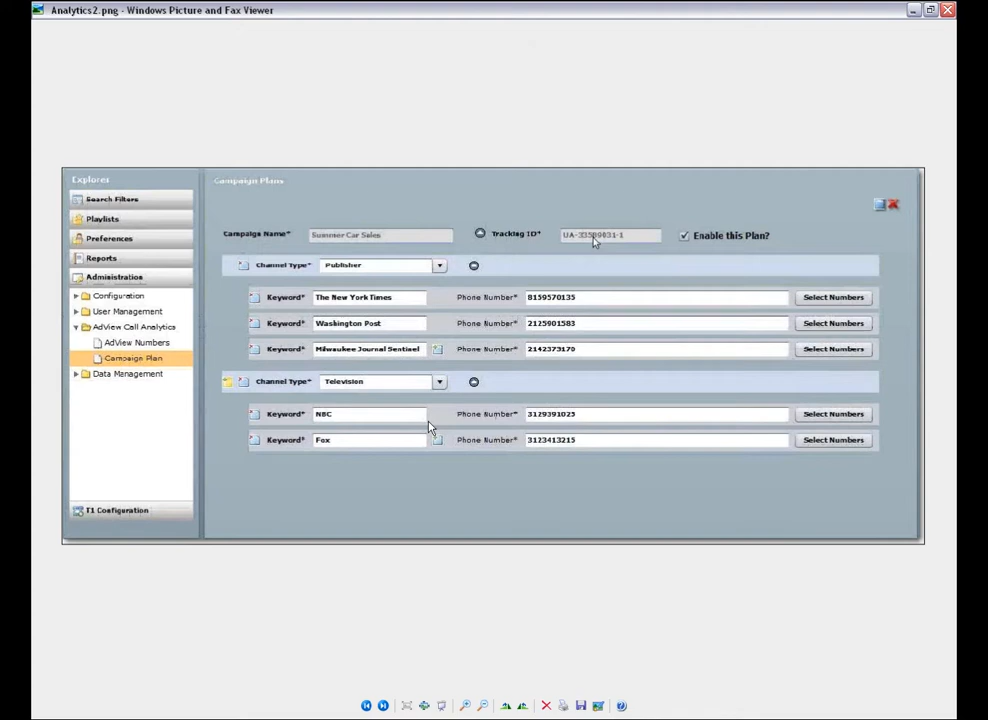 Analytics2.png - Windows Picture and Fax Viewer
Explorer
Campaign Plans
Search Filters
Playlists
Preferences
Reports
Administration
Configuration
User Management
AdView Call Analytics
AdView Numbers
Campaign Plan
Data Management
T1 Configuration
Campaign Name* Summer Car Sales Tracking ID* Enable this Plan?
Channel Type* Publisher
Keyword* The New York Times Phone Number* 8159570135 Select Numbers
Keyword* Washington Post Phone Number* 2125901583 Select Numbers
Keyword* Milwaukee Journal Sentinel Phone Number* 2142373170 Select Numbers
Channel Type* Television
Keyword* NBC Phone Number* 3129391025 Select Numbers
Keyword* Fox Phone Number* 3123413215 Select Numbers